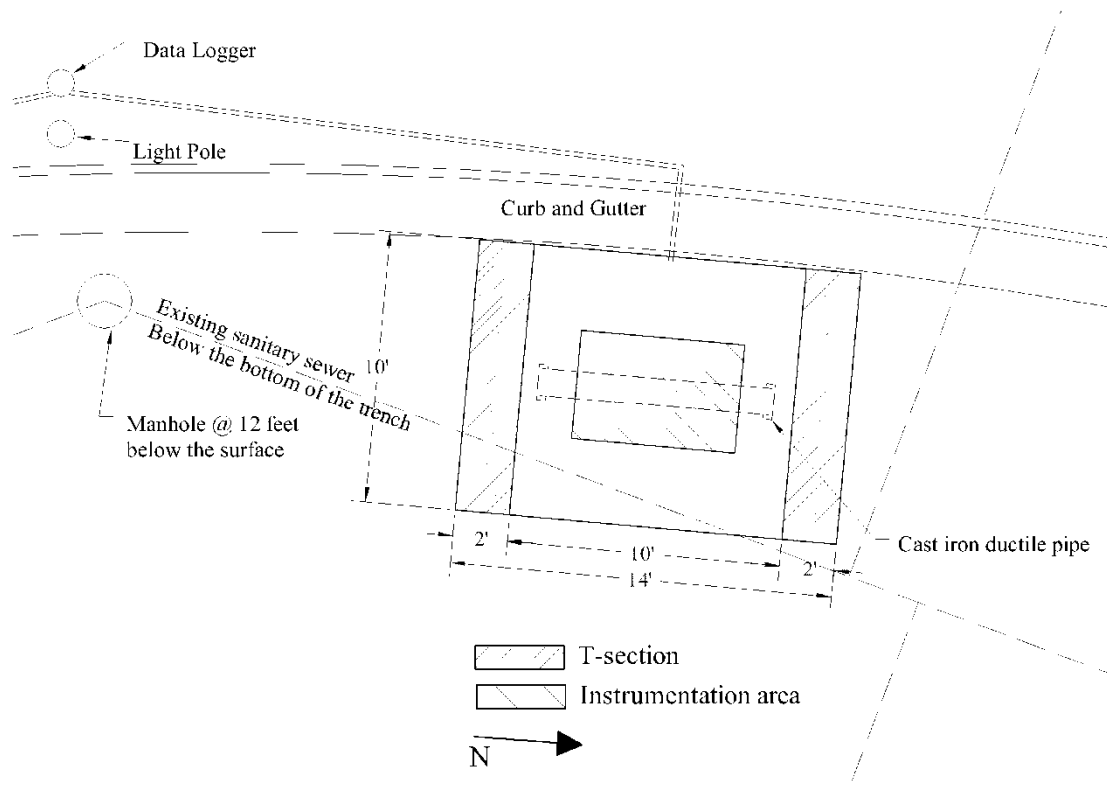 Data Logger
Light Pole
Curb and Gutter
Existing sanitary sewer
Below the bottom of the trench
10'
Manhole @ 12 feet
below the surface
Cast iron ductile pipe
2'
10'
2'
14'
T-section
Instrumentation area
N